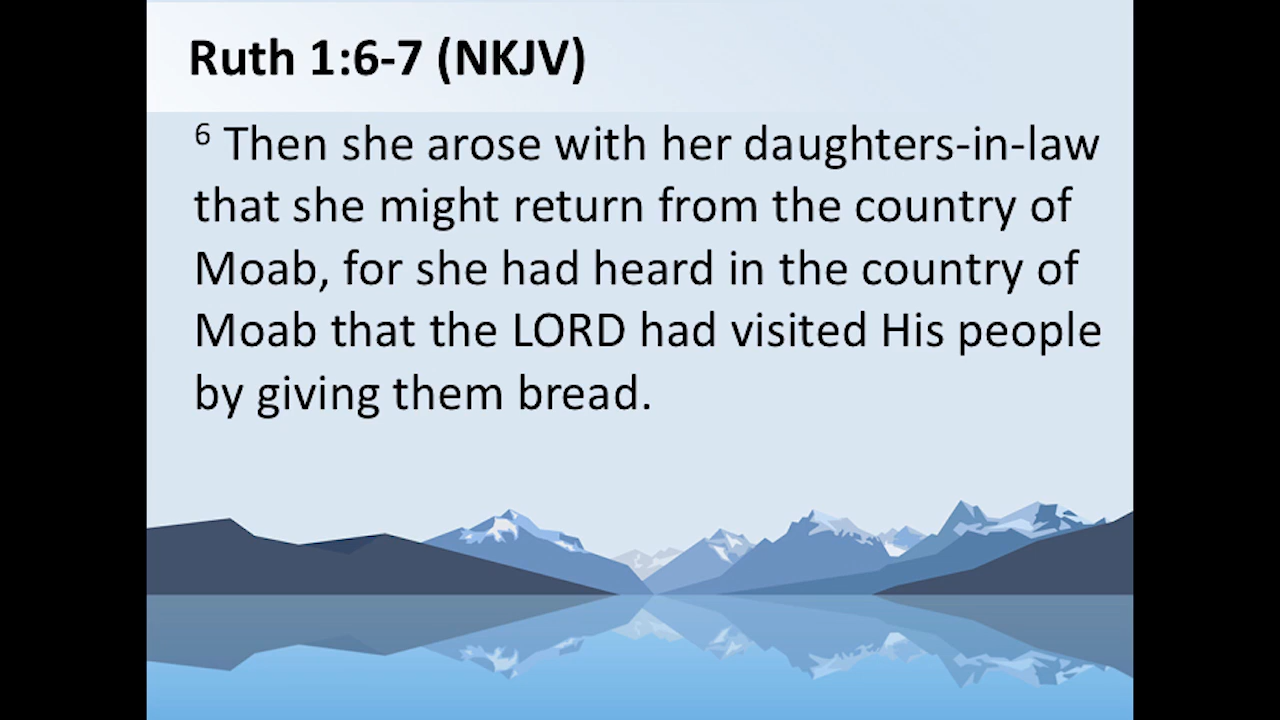 Ruth 1:6-7 (NKJV)
6 Then she arose with her daughters-in-law
that she might return from the country of
Moab, for she had heard in the country of
Moab that the LORD had visited His people
by giving them bread.